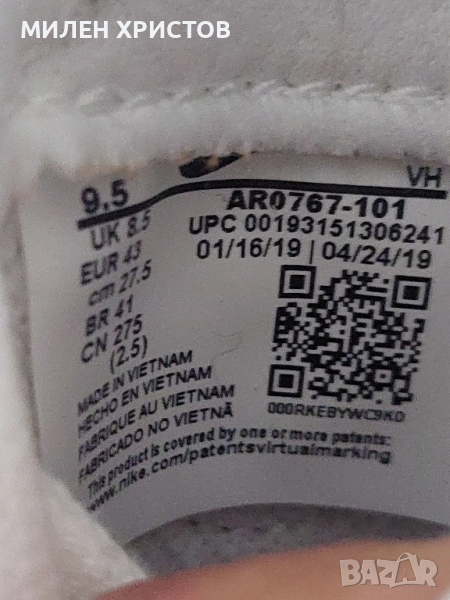 МИЛЕН ХРИСТОВ
VH
9.5
UK 8.5
EUR 43
cm 27.5
BR 41
CN 275
(2.5)
AR0767-101
UPC 00193151306241
01/16/19 | 04/24/19
000RKEBYWC9KD
MADE IN VIETNAM
HECHO EN VIETNAM
FABRIQUE AU VIETNAM
FABRICADO NO VIETNÃ
This product is covered by one or more patents:
www.nike.com/patentsvirtualmarking
BAZAR